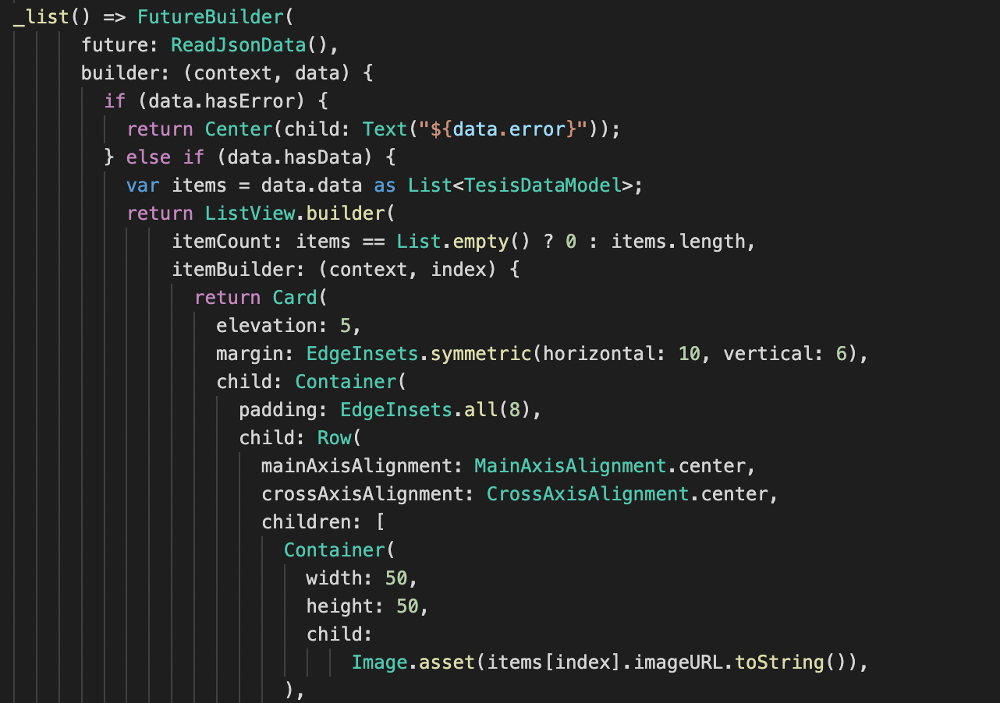 _list() => FutureBuilder(
future: ReadJsonData(),
builder: (context, data) {
if (data.hasError) {
return Center(child: Text("${data.error}"));
} else if (data.hasData) {
var items = data.data as List<TesisDataModel>;
return ListView.builder(
itemCount: items == List.empty() ? 0 : items.length,
itemBuilder: (context, index) {
return Card(
elevation: 5,
margin: EdgeInsets.symmetric(horizontal: 10, vertical: 6),
child: Container(
padding: EdgeInsets.all(8),
child: Row(
mainAxisAlignment: MainAxisAlignment.center,
crossAxisAlignment: CrossAxisAlignment.center,
children: [
Container(
width: 50,
height: 50,
child:
Image.asset(items[index].imageURL.toString()),
),